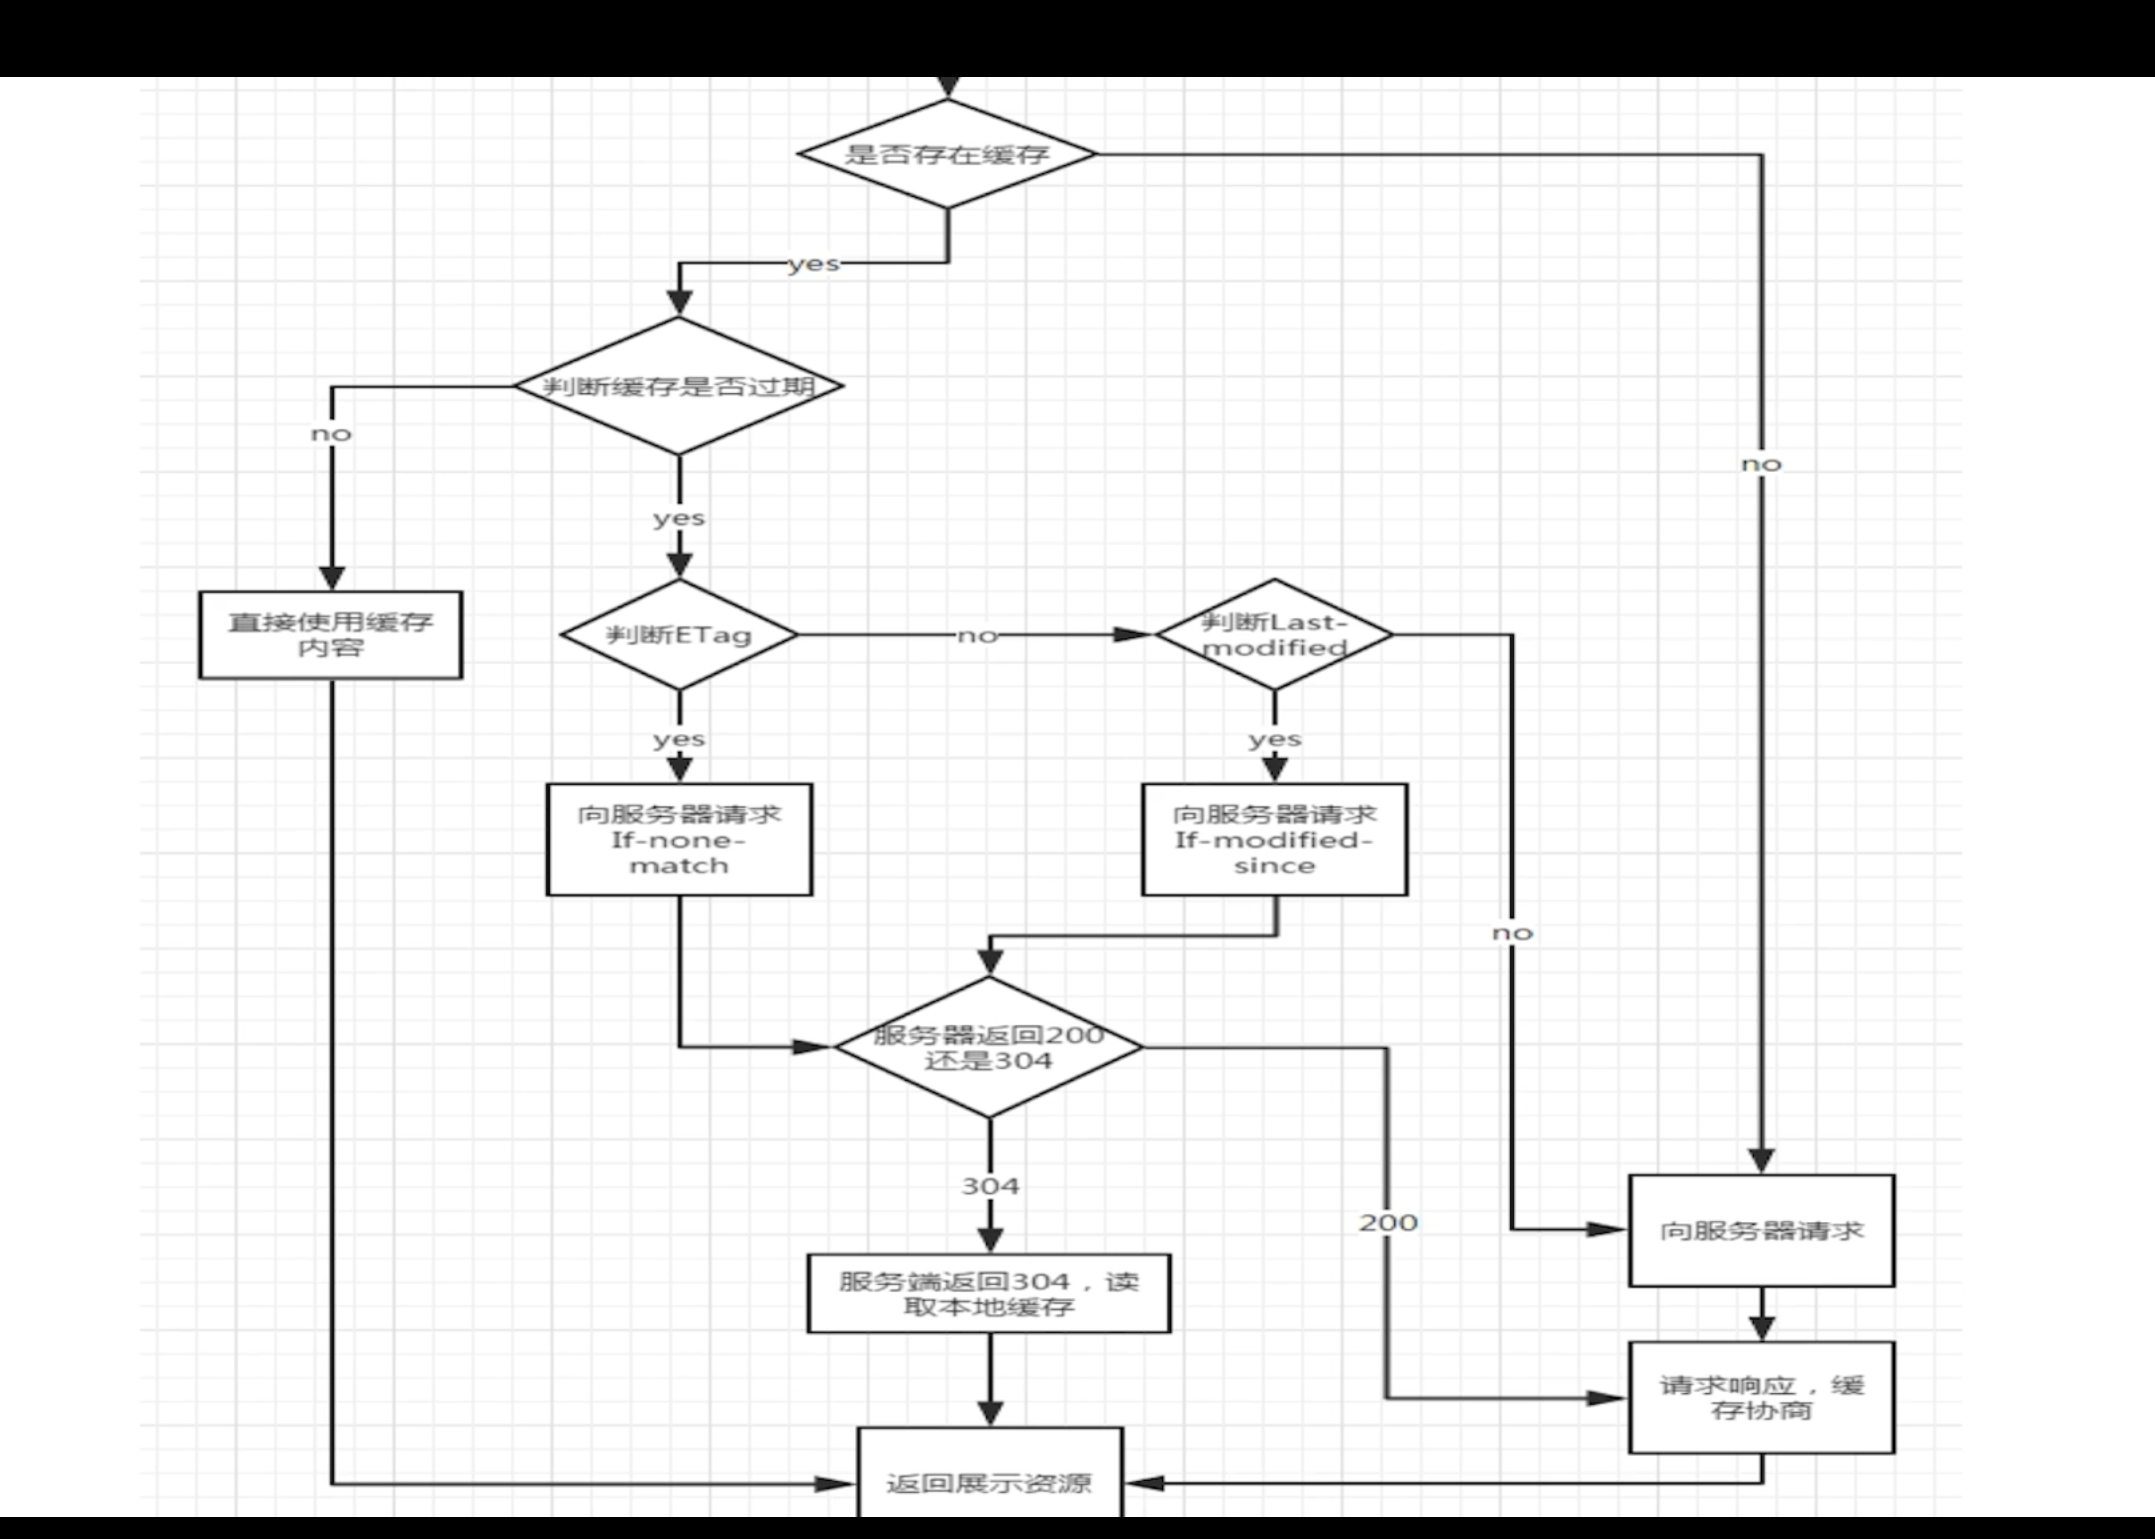 是否存在缓存
yes
判断缓存是否过期
no
no
yes
直接使用缓存
内容
判断ETag
no
判断Last-
modified
yes
yes
向服务器请求
If-none-
match
向服务器请求
If-modified-
since
no
服务器返回200
还是304
304
200
向服务器请求
服务端返回304，读
取本地缓存
请求响应，缓
存协商
返回展示资源